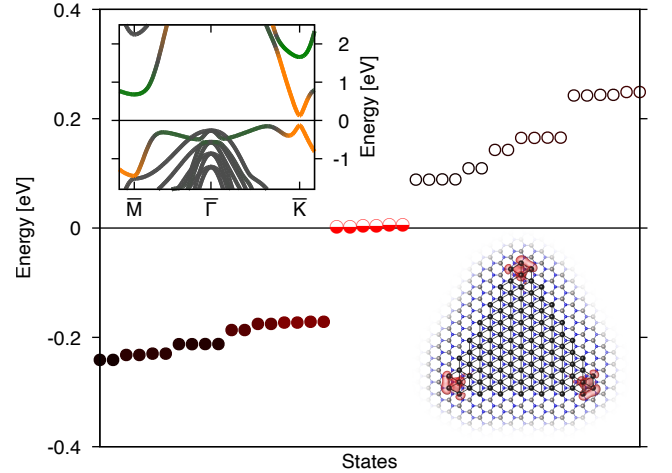 0.4
0.2
0
-0.2
-0.4
Energy [eV]
States
2
1
0
-1
Energy [eV]
M̅ Γ̅ K̅